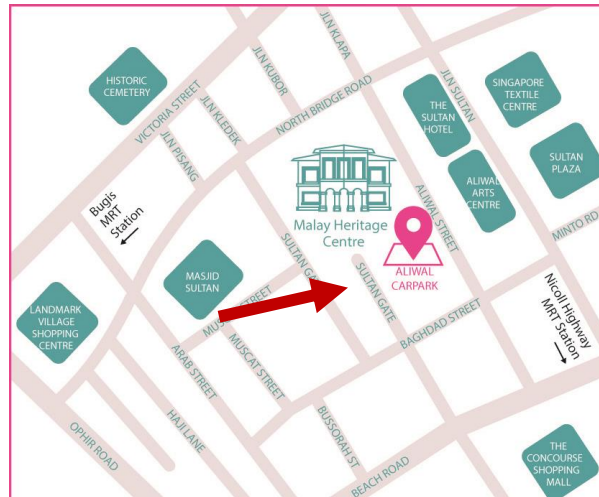 HISTORIC
CEMETERY
VICTORIA STREET
JLN KUBOR
JLN KLAPA
JLN KLEDEK
JLN PISANG
NORTH BRIDGE ROAD
JLN SULTAN
THE
SULTAN
HOTEL
SINGAPORE
TEXTILE
CENTRE
SULTAN
PLAZA
ALIWAL
ARTS
CENTRE
ALIWAL STREET
MINTO RD
Bugis
MRT
Station
Malay Heritage
Centre
ALIWAL
CARPARK
SULTAN
SULTAN GATE
MASJID
SULTAN
STREET
MUSCAT STREET
LANDMARK
VILLAGE
SHOPPING
CENTRE
ARAB STREET
BAGHDAD STREET
Nicoll Highway
MRT Station
HAJI LANE
OPHIR ROAD
BUSSORAH ST
BEACH ROAD
THE
CONCOURSE
SHOPPING
MALL